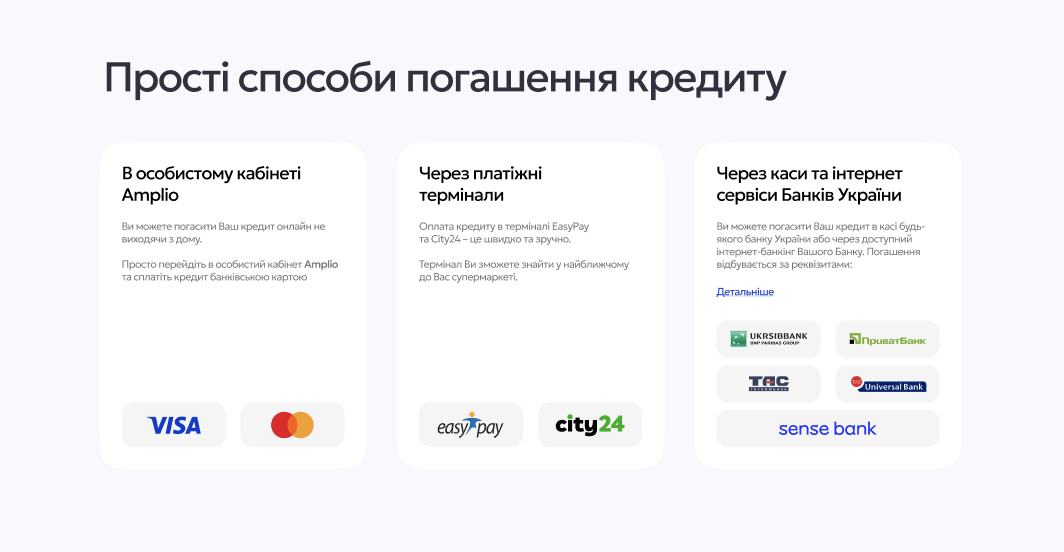 Прості способи погашення кредиту
В особистому кабінеті
Amplio
Ви можете погасити Ваш кредит онлайн не
виходячи з дому.
Просто перейдіть в особистий кабінет Amplio
та сплатіть кредит банківською картою
VISA
Через платіжні
термінали
Оплата кредиту в терміналі EasyPay
та City24 – це швидко та зручно.
Термінал Ви зможете знайти у найближчому
до Вас супермаркеті.
easy pay
city24
Через каси та інтернет
сервіси Банків України
Ви можете погасити Ваш кредит в касі будь-
якого банку України або через доступний
інтернет-банкінг Вашого Банку. Погашення
відбувається за реквізитами:
Детальніше
UKRSIBBANK
BNP PARIBAS GROUP
ПриватБанк
ТАС
Universal Bank
sense bank